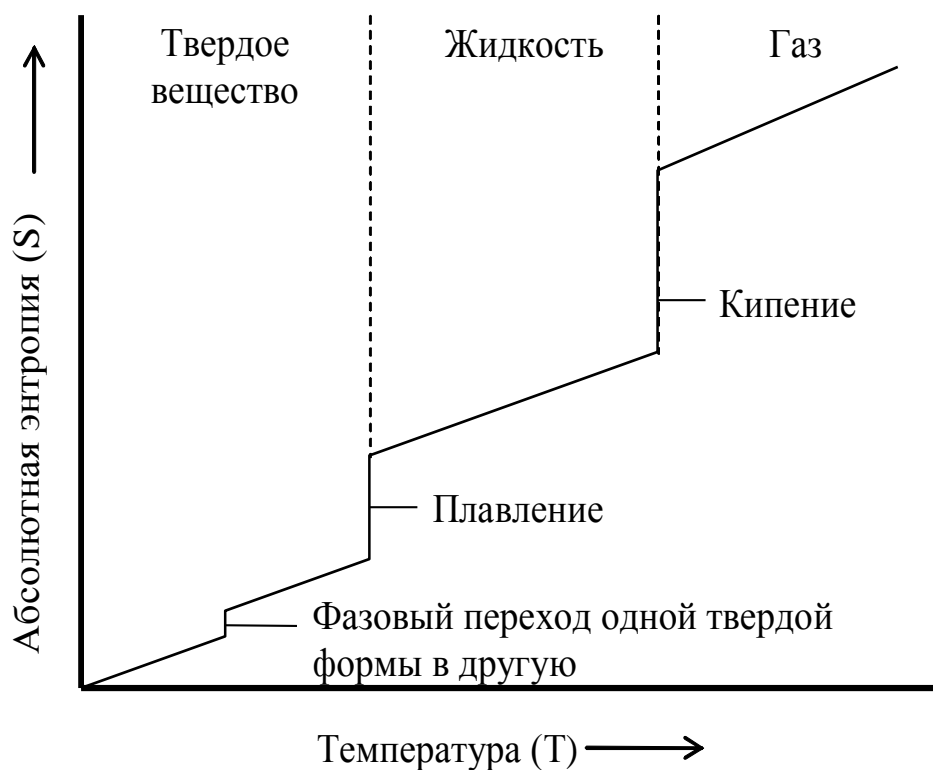 Твердое
вещество
Жидкость
Газ
Абсолютная энтропия (S)
Кипение
Плавление
Фазовый переход одной твердой
формы в другую
Температура (T)